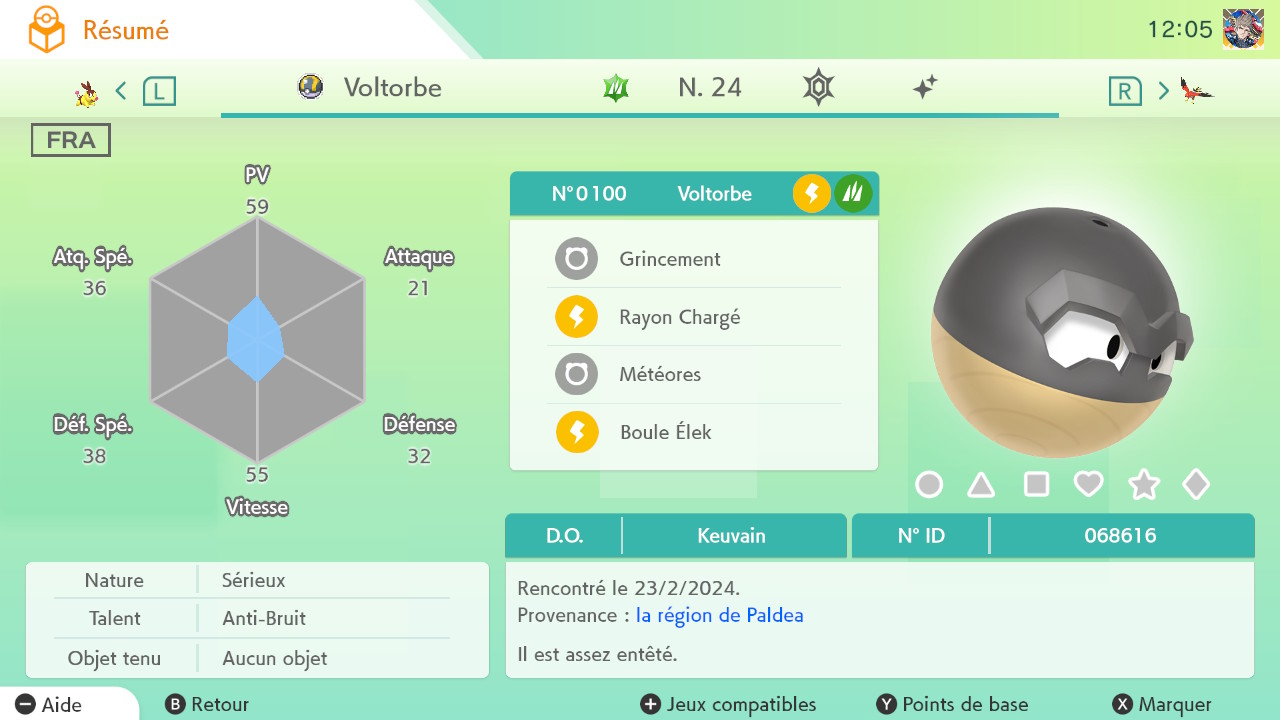 Résumé
12:05
L
Voltorbe
N. 24
R
FRA
PV
59
Atq. Spé.
36
Attaque
21
Déf. Spé.
38
Défense
32
55
Vitesse
N° 0100 Voltorbe
Grincement
Rayon Chargé
Météores
Boule Élek
D.O. Keuvain
N° ID 068616
Nature Sérieux
Talent Anti-Bruit
Objet tenu Aucun objet
Rencontré le 23/2/2024.
Provenance : la région de Paldea
Il est assez entêté.
Aide
B Retour
Jeux compatibles
Y Points de base
X Marquer